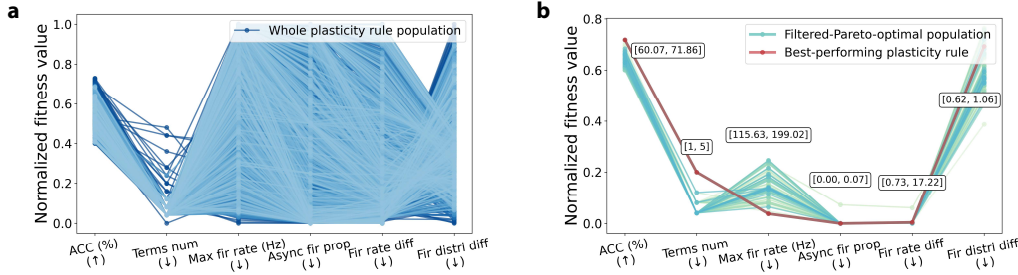 a
Normalized fitness value
1.0
0.8
0.6
0.4
0.2
0.0
Whole plasticity rule population
ACC (%)
(↑)
Terms num
(↓)
Max fir rate (Hz)
(↓)
Async fir prop
(↓)
Fir rate diff
(↓)
Fir distri diff
(↓)
b
Normalized fitness value
0.8
0.6
0.4
0.2
0.0
Filtered-Pareto-optimal population
Best-performing plasticity rule
[60.07, 71.86]
[1, 5]
[115.63, 199.02]
[0.00, 0.07]
[0.73, 17.22]
[0.62, 1.06]
ACC (%)
(↑)
Terms num
(↓)
Max fir rate (Hz)
(↓)
Async fir prop
(↓)
Fir rate diff
(↓)
Fir distri diff
(↓)